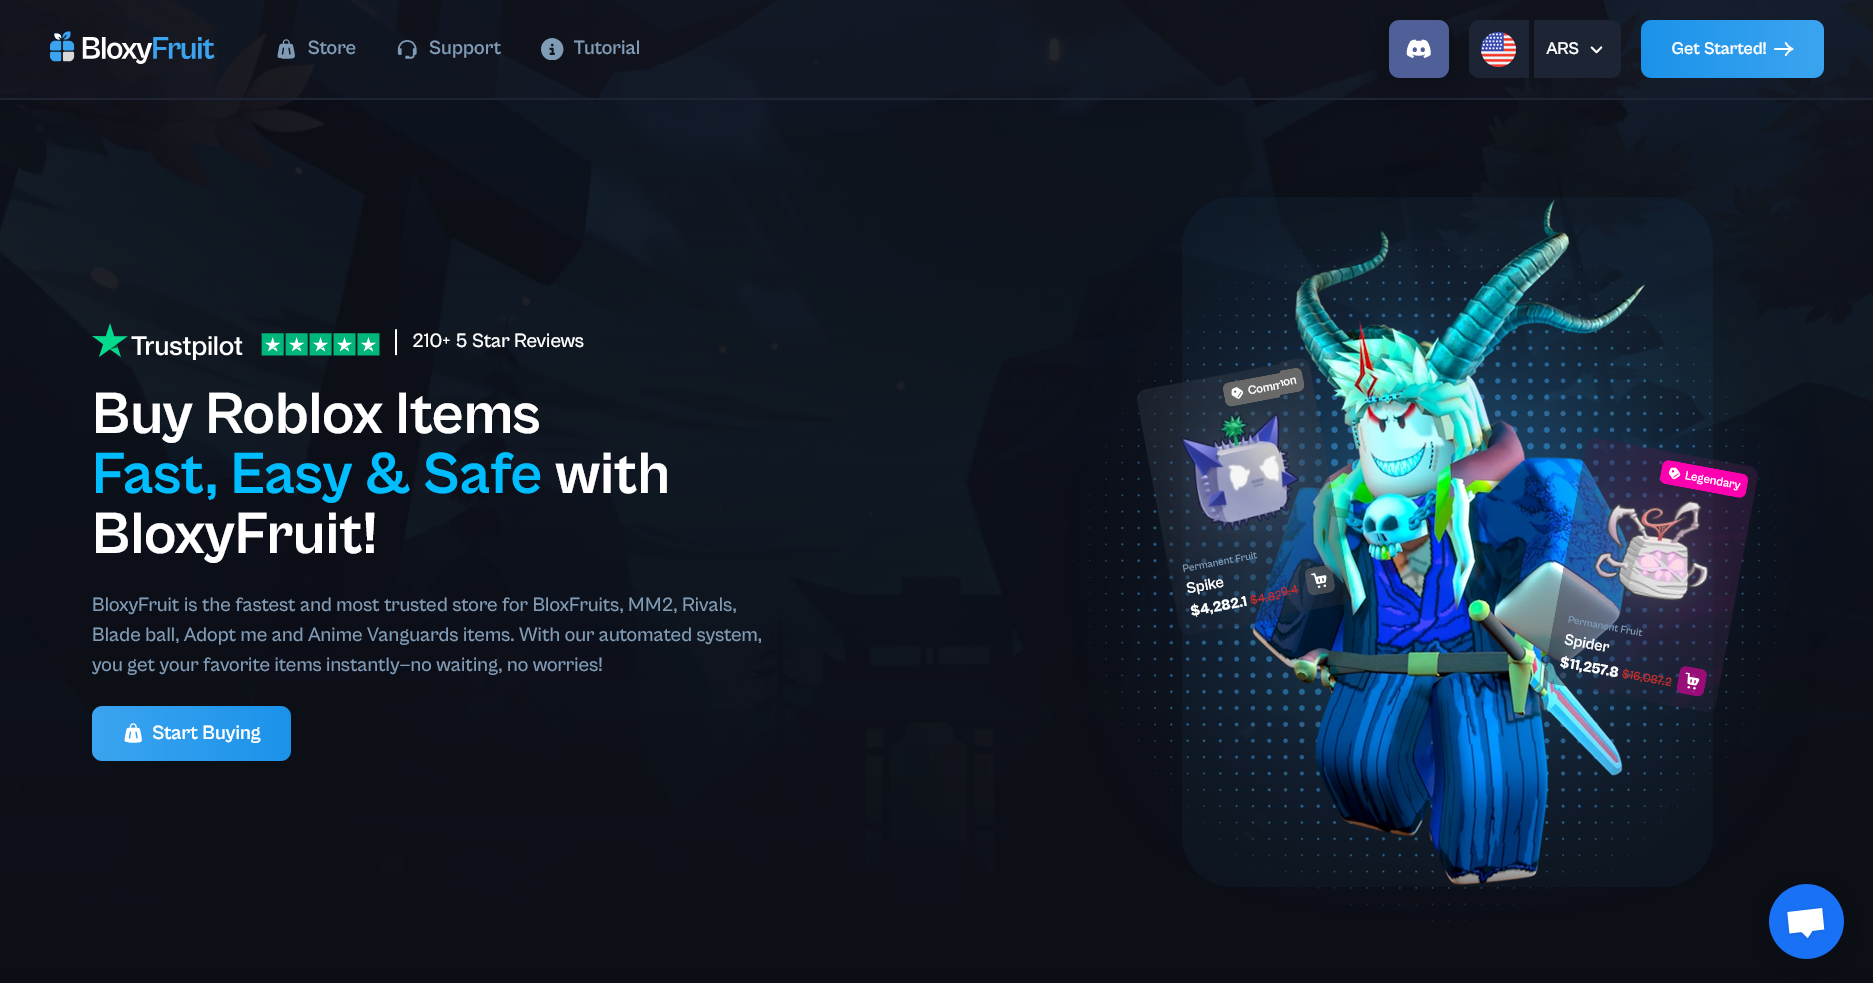 BloxyFruit
Store
Support
Tutorial
ARS
Get Started!
Trustpilot
210+ 5 Star Reviews
Buy Roblox Items
Fast, Easy & Safe with
BloxyFruit!
BloxyFruit is the fastest and most trusted store for BloxFruits, MM2, Rivals,
Blade ball, Adopt me and Anime Vanguards items. With our automated system,
you get your favorite items instantly—no waiting, no worries!
Start Buying
Common
Permanent Fruit
Spike
$4,282.1 $4,829.4
Legendary
Permanent Fruit
Spider
$11,257.8 $16,087.2